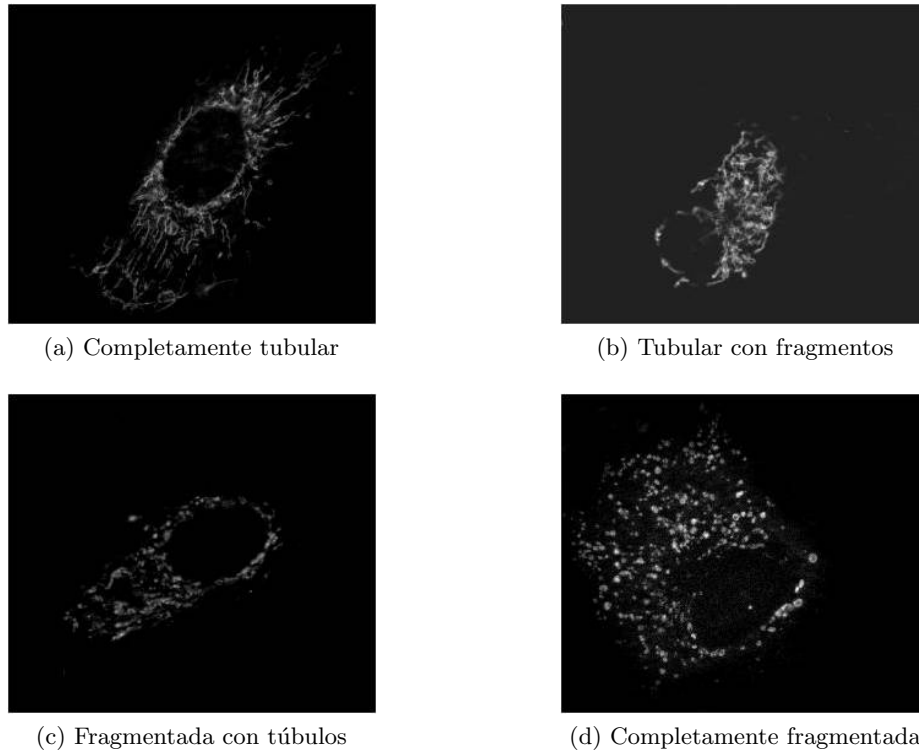 (a) Completamente tubular
(b) Tubular con fragmentos
(c) Fragmentada con túbulos
(d) Completamente fragmentada